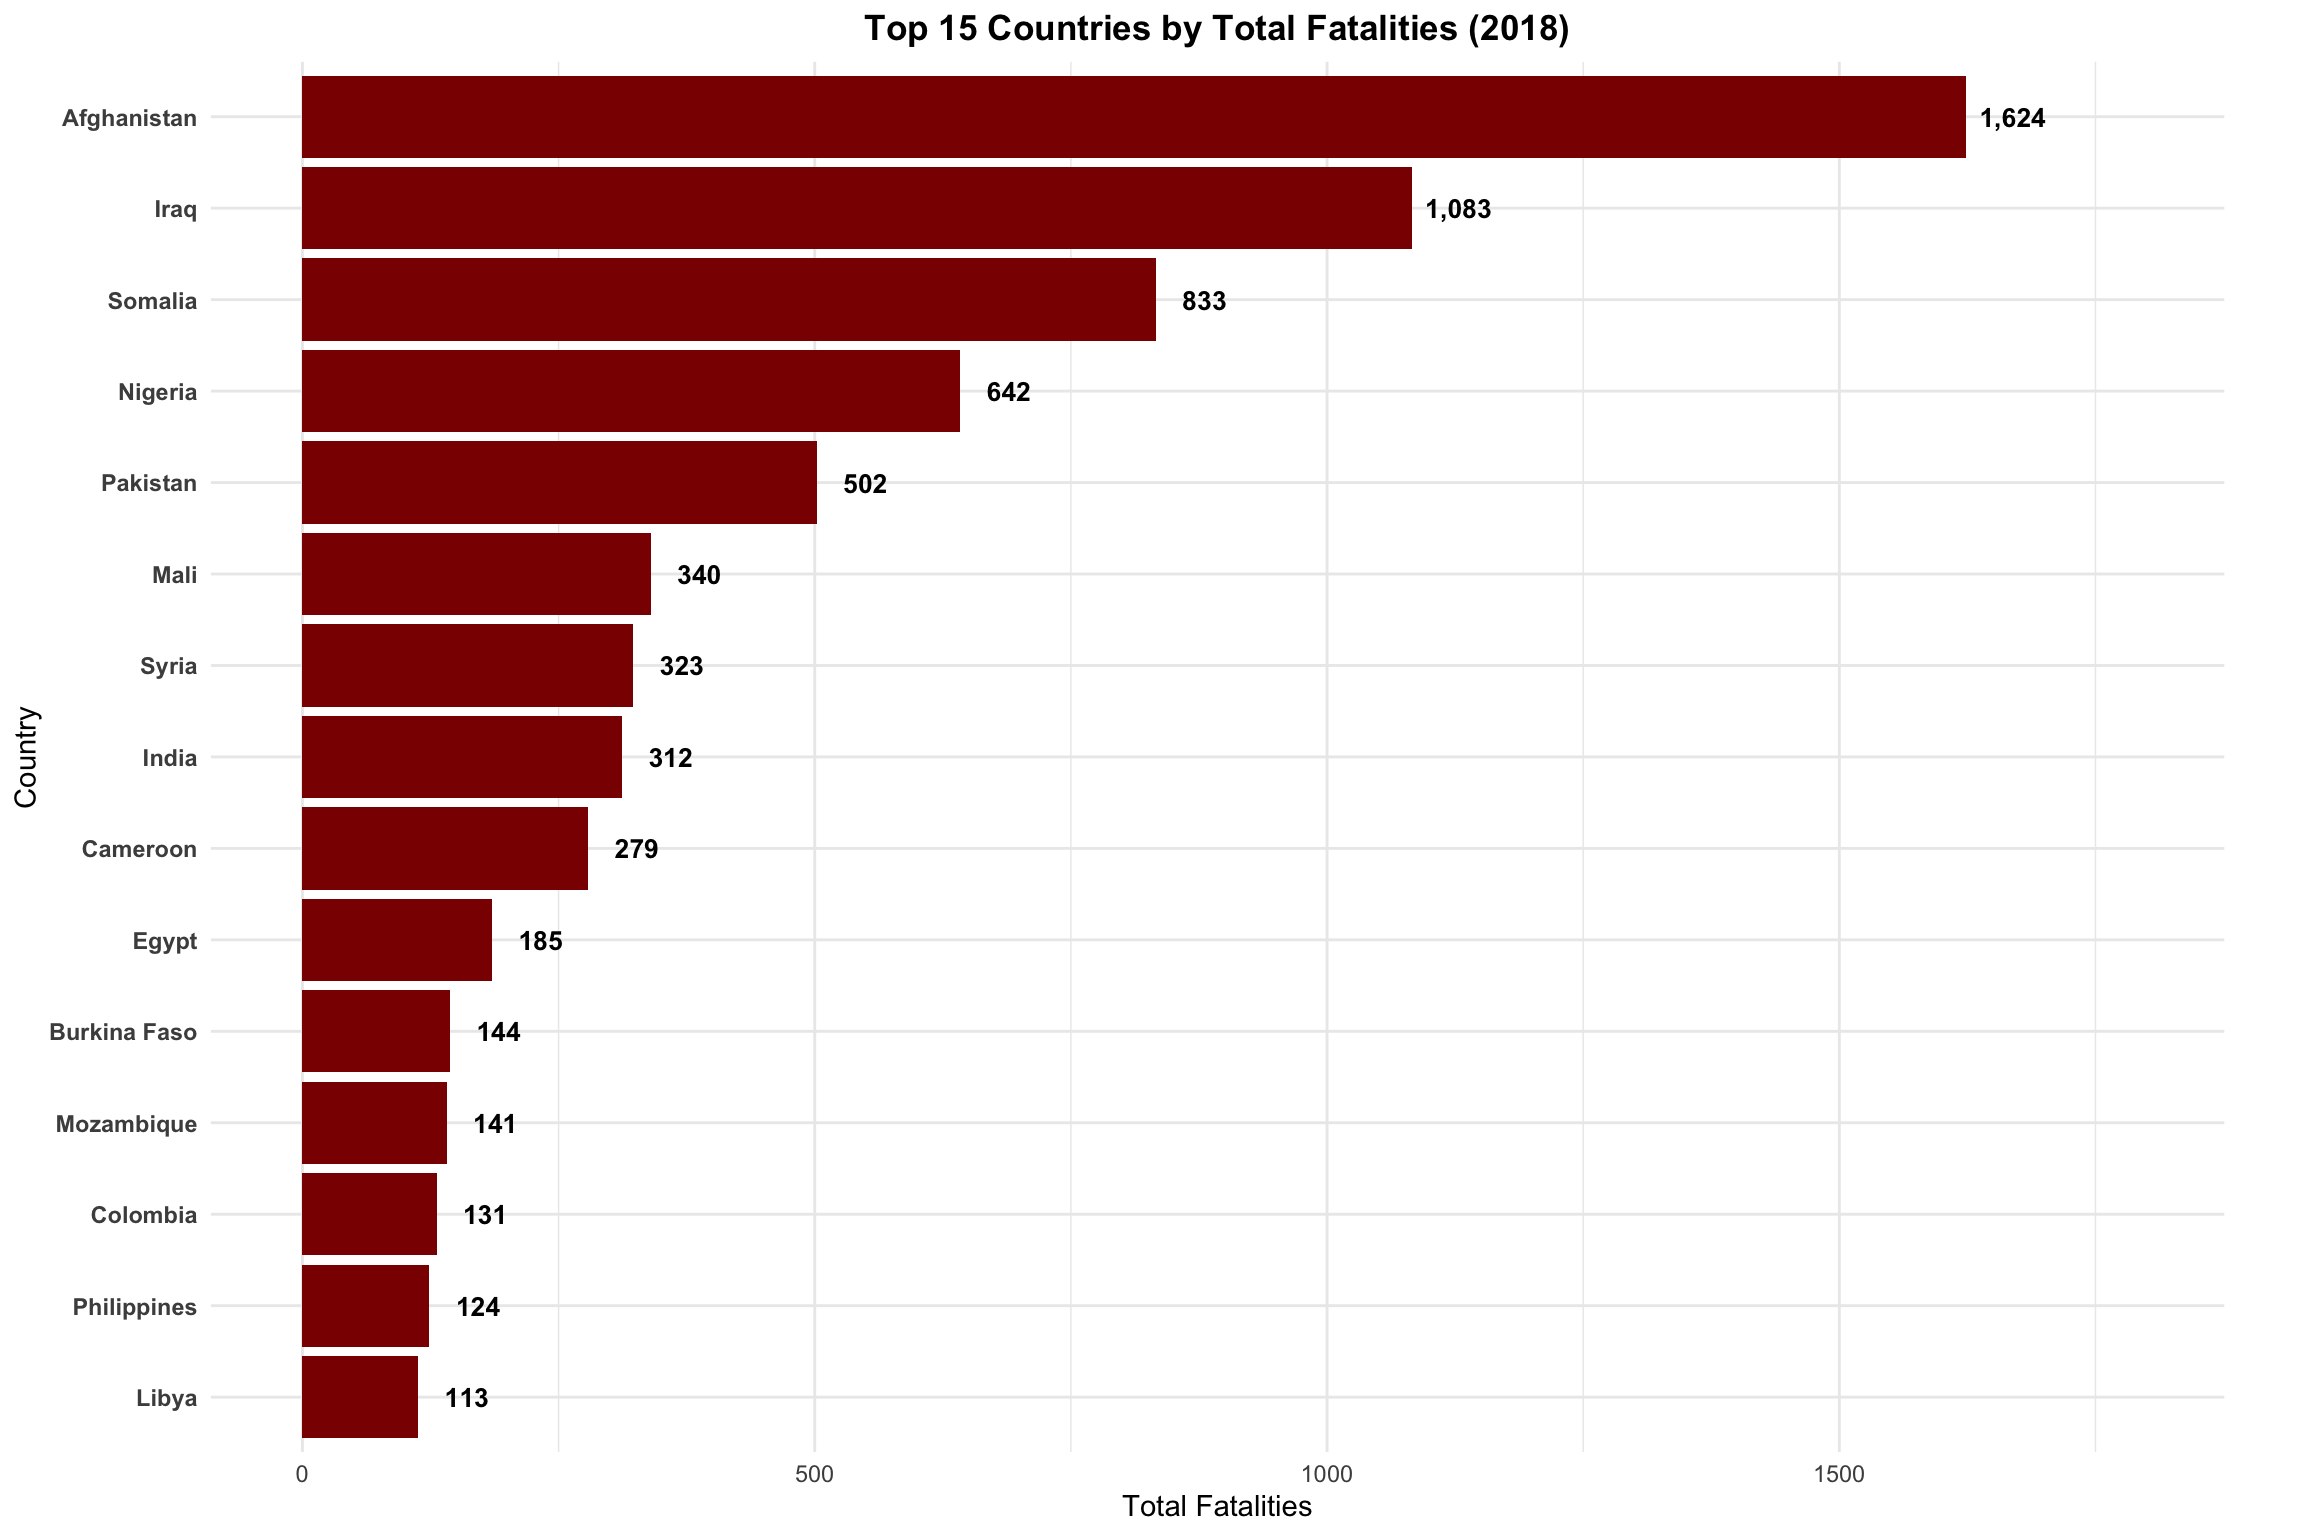 Top 15 Countries by Total Fatalities (2018)
Afghanistan 1,624
Iraq 1,083
Somalia 833
Nigeria 642
Pakistan 502
Mali 340
Syria 323
India 312
Cameroon 279
Egypt 185
Burkina Faso 144
Mozambique 141
Colombia 131
Philippines 124
Libya 113
Country
0 500 1000 1500
Total Fatalities